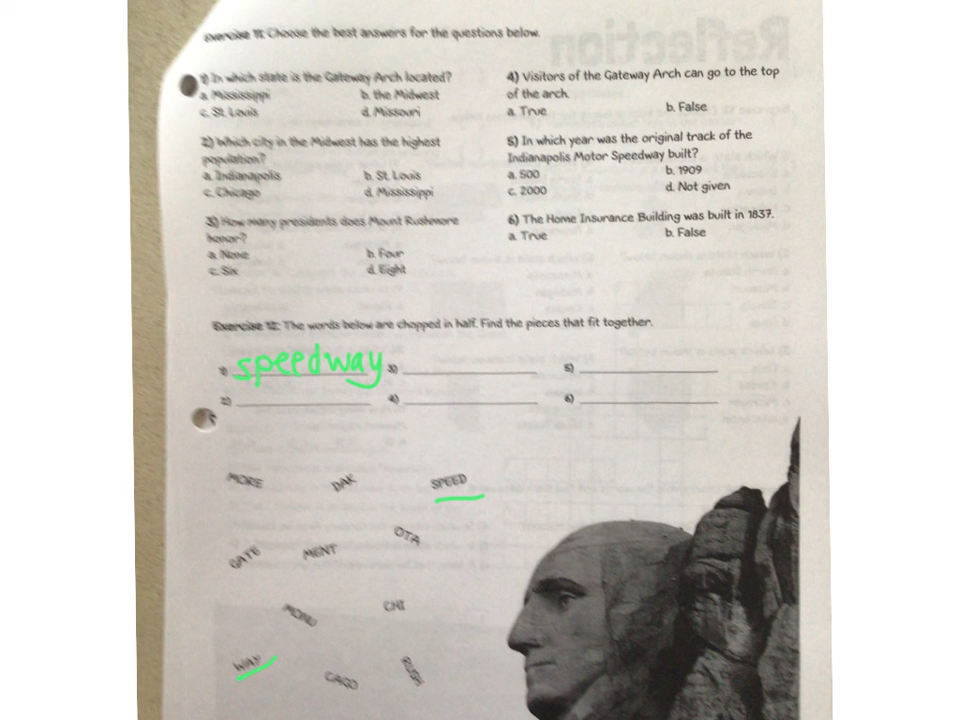 Reflection
Exercise 11: Choose the best answers for the questions below.
1) In which state is the Gateway Arch located?
a. Mississippi b. the Midwest
c. St. Louis d. Missouri
2) Which city in the Midwest has the highest
population?
a. Indianapolis b. St. Louis
c. Chicago d. Mississippi
3) How many presidents does Mount Rushmore
honor?
a. None b. Four
c. Six d. Eight
4) Visitors of the Gateway Arch can go to the top
of the arch.
a. True b. False
5) In which year was the original track of the
Indianapolis Motor Speedway built?
a. 500 b. 1909
c. 2000 d. Not given
6) The Home Insurance Building was built in 1837.
a. True b. False
Exercise 12: The words below are chopped in half. Find the pieces that fit together.
1) speedway 3) 5)
2) 4) 6)
MORE DAK SPEED
OTA
GATE MENT
MONU CHI
WAY CAGO RUSH